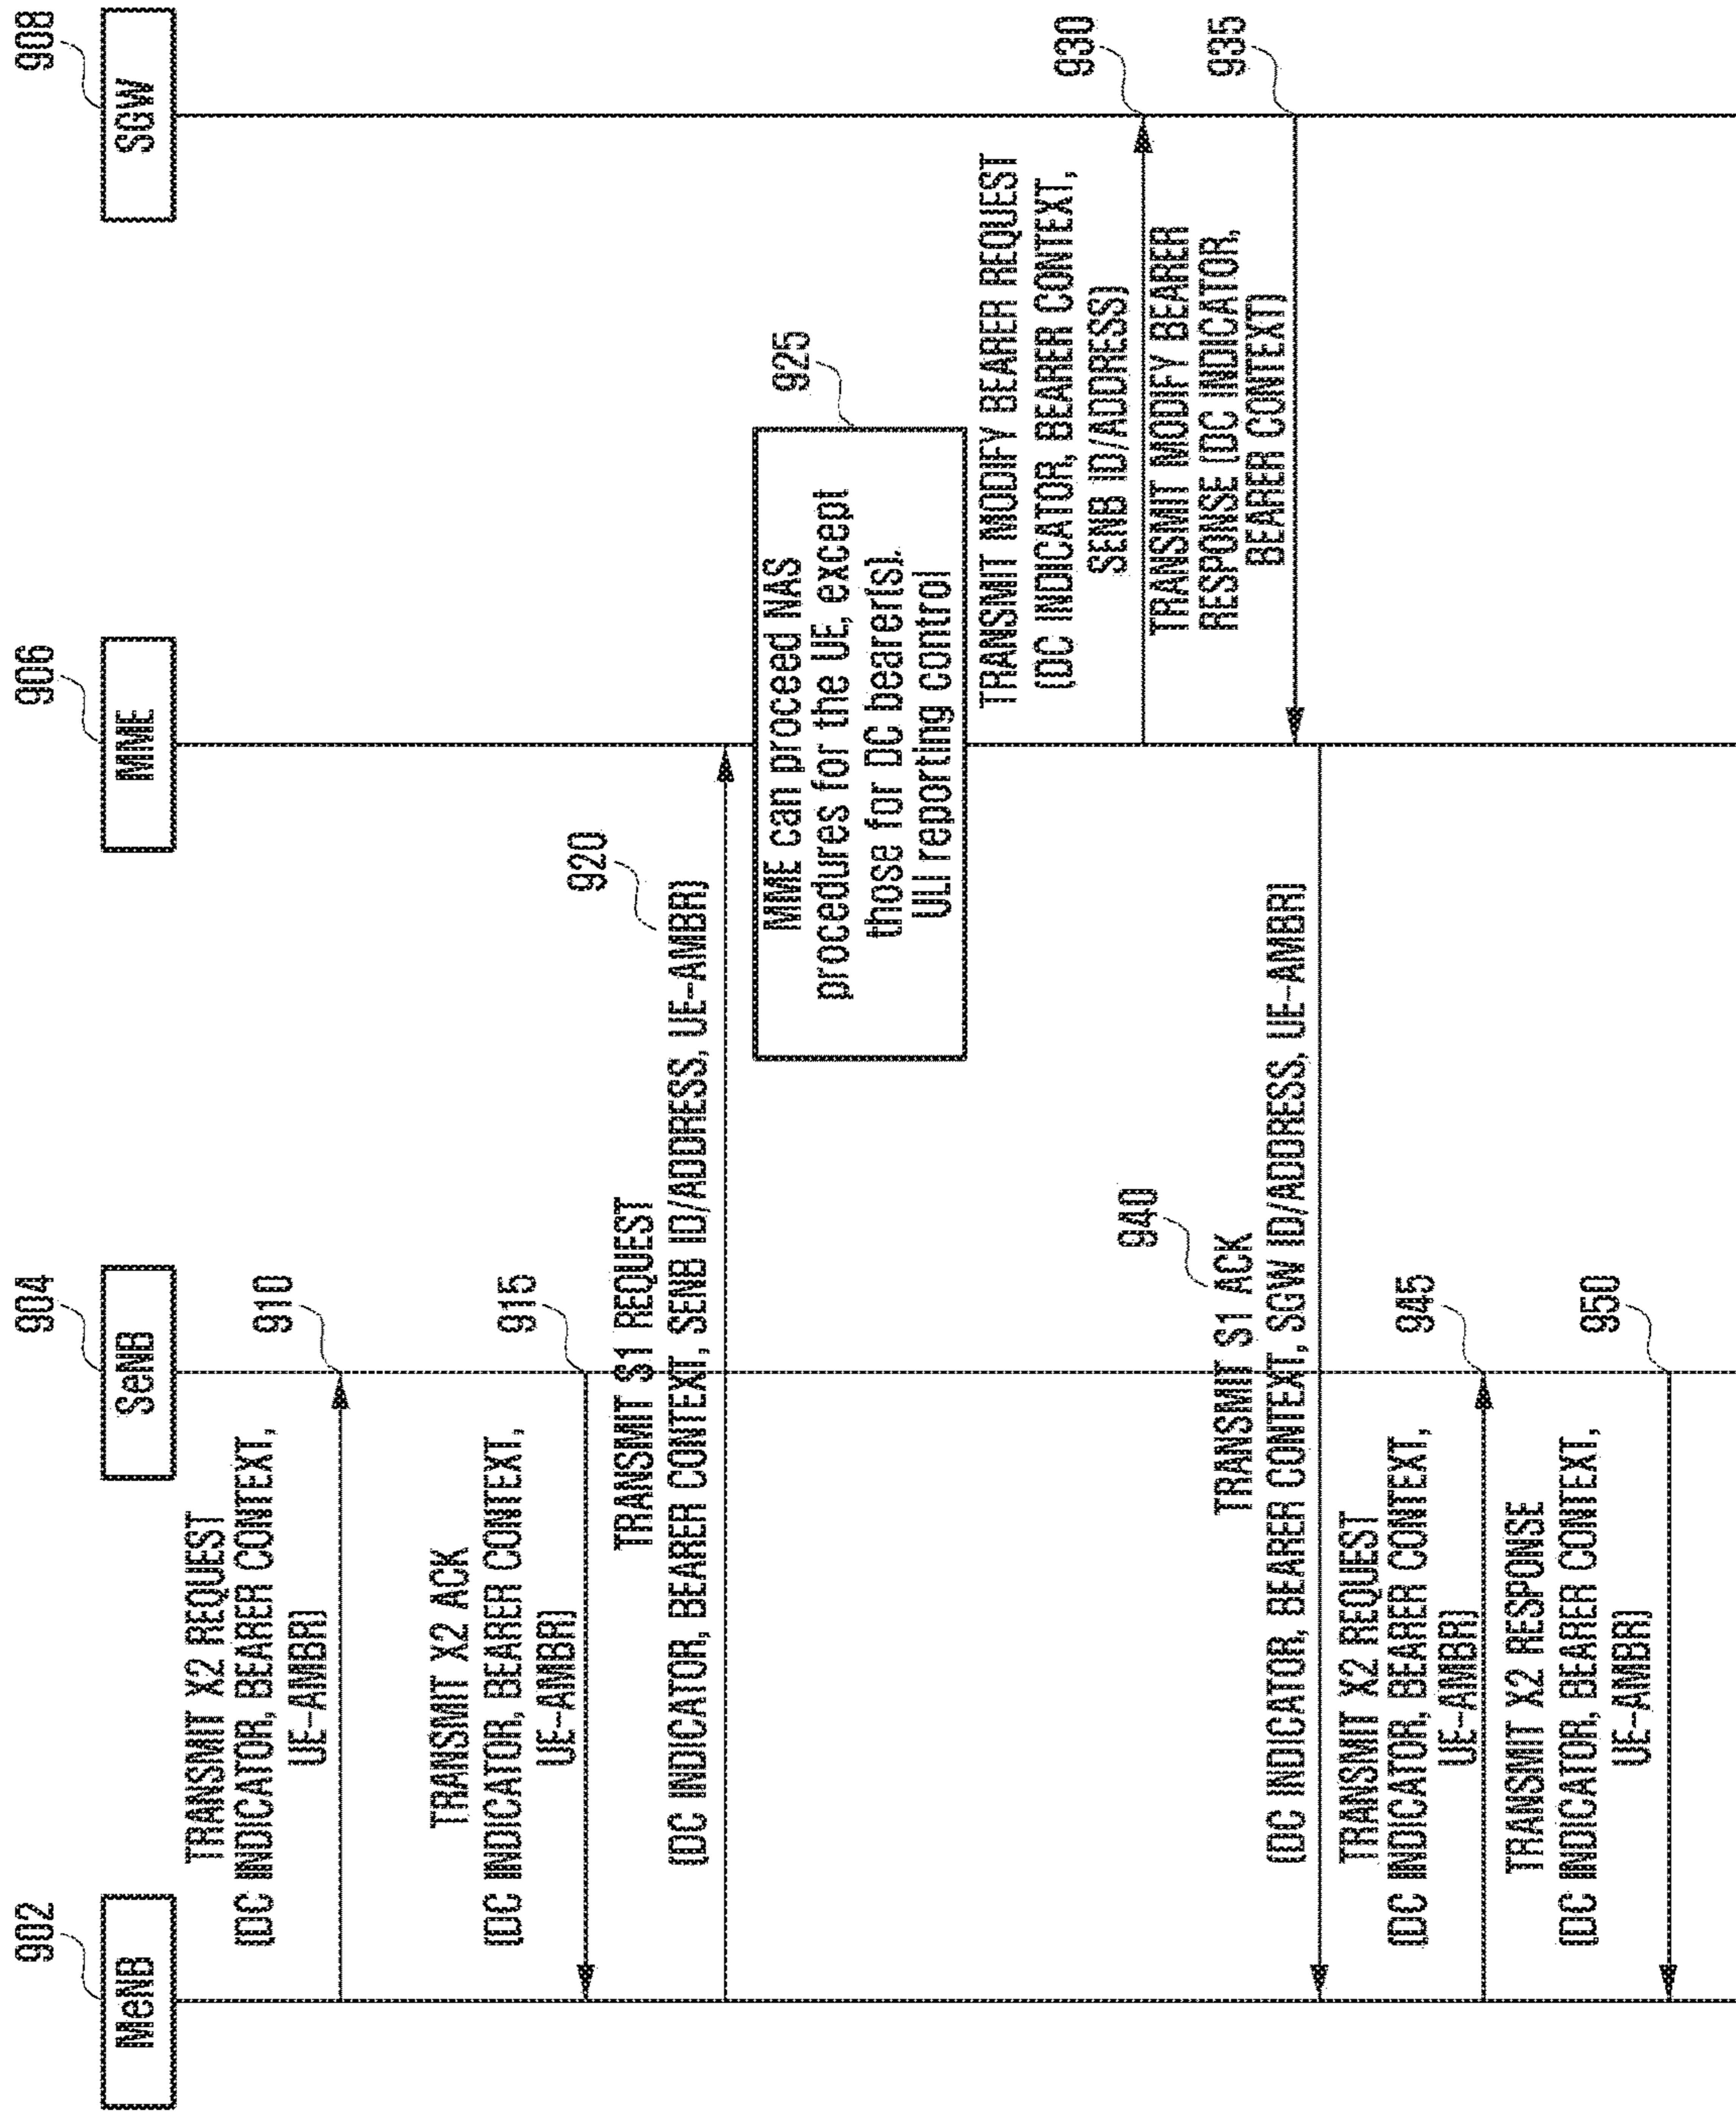 902
904
906
908
MeNB
SeNB
MME
SGW
TRANSMIT X2 REQUEST
(DC INDICATOR, BEARER CONTEXT,
UE-AMBR)
910
TRANSMIT X2 ACK
(DC INDICATOR, BEARER CONTEXT,
UE-AMBR)
915
TRANSMIT S1 REQUEST
(DC INDICATOR, BEARER CONTEXT, SENB ID/ADDRESS, UE-AMBR)
920
MME can proceed NAS
procedures for the UE, except
those for DC bearer(s).
ULI reporting control
925
TRANSMIT MODIFY BEARER REQUEST
(DC INDICATOR, BEARER CONTEXT,
SENB ID/ADDRESS)
930
TRANSMIT MODIFY BEARER
RESPONSE (DC INDICATOR,
BEARER CONTEXT)
935
TRANSMIT S1 ACK
940
(DC INDICATOR, BEARER CONTEXT, SGW ID/ADDRESS, UE-AMBR)
TRANSMIT X2 REQUEST
(DC INDICATOR, BEARER CONTEXT,
UE-AMBR)
945
TRANSMIT X2 RESPONSE
(DC INDICATOR, BEARER CONTEXT,
UE-AMBR)
950